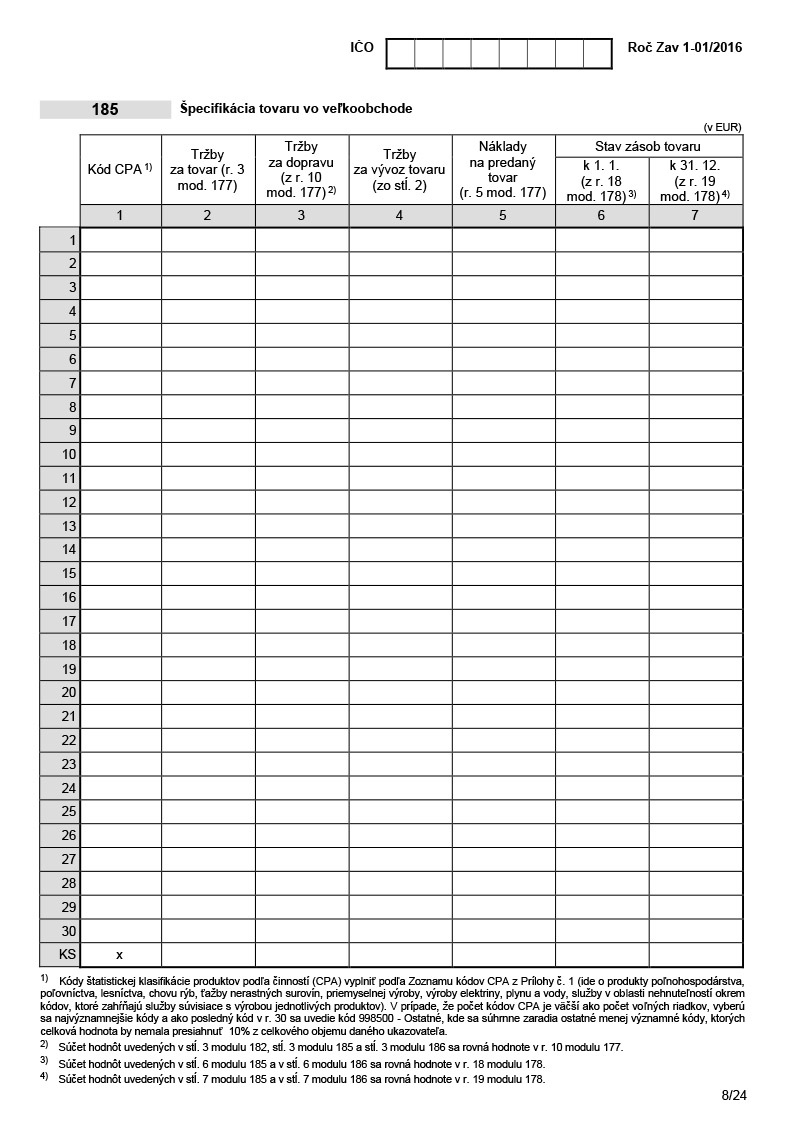 IČO Roč Zav 1-01/2016
185 Špecifikácia tovaru vo veľkoobchode
(v EUR)
Kód CPA 1)
Tržby
za tovar (r. 3
mod. 177)
Tržby
za dopravu
(z r. 10
mod. 177) 2)
Tržby
za vývoz tovaru
(zo stĺ. 2)
Náklady
na predaný
tovar
(r. 5 mod. 177)
Stav zásob tovaru
k 1. 1.
(z r. 18
mod. 178) 3)
k 31. 12.
(z r. 19
mod. 178) 4)
1 2 3 4 5 6 7
1
2
3
4
5
6
7
8
9
10
11
12
13
14
15
16
17
18
19
20
21
22
23
24
25
26
27
28
29
30
KS x
1) Kódy štatistickej klasifikácie produktov podľa činností (CPA) vyplniť podľa Zoznamu kódov CPA z Prílohy č. 1 (ide o produkty poľnohospodárstva,
poľovníctva, lesníctva, chovu rýb, ťažby nerastných surovín, priemyselnej výroby, výroby elektriny, plynu a vody, služby v oblasti nehnuteľností okrem
kódov, ktoré zahŕňajú služby súvisiace s výrobou jednotlivých produktov). V prípade, že počet kódov CPA je väčší ako počet voľných riadkov, vyberú
sa najvýznamnejšie kódy a ako posledný kód v r. 30 sa uvedie kód 998500 - Ostatné, kde sa súhrnne zaradia ostatné menej významné kódy, ktorých
celková hodnota by nemala presiahnuť 10% z celkového objemu daného ukazovateľa.
2) Súčet hodnôt uvedených v stĺ. 3 modulu 182, stĺ. 3 modulu 185 a stĺ. 3 modulu 186 sa rovná hodnote v r. 10 modulu 177.
3) Súčet hodnôt uvedených v stĺ. 6 modulu 185 a v stĺ. 6 modulu 186 sa rovná hodnote v r. 18 modulu 178.
4) Súčet hodnôt uvedených v stĺ. 7 modulu 185 a v stĺ. 7 modulu 186 sa rovná hodnote v r. 19 modulu 178.
8/24